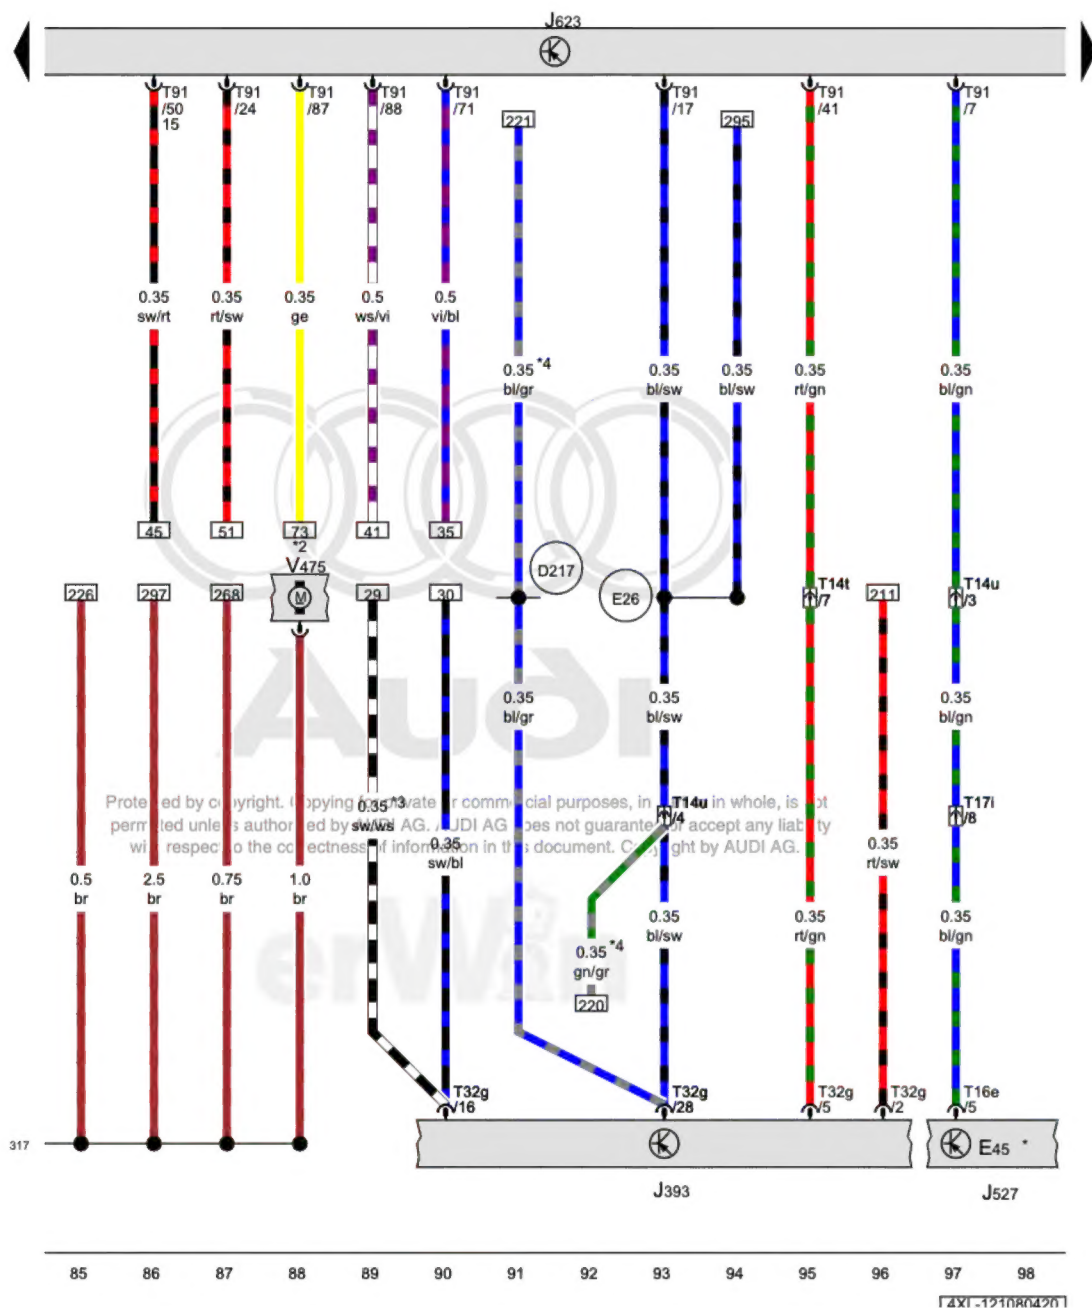 J623
T91 T91 T91 T91 T91 T91 T91 T91
/50 /24 /87 /88 /71 /17 /41 /7
15
221 295
0.35 0.35 0.35 0.5 0.5
sw/rt rt/sw ge ws/vi vi/bl
0.35 *4 0.35 0.35 0.35 0.35
bl/gr bl/sw bl/sw rt/gn bl/gn
45 51 73 41 35
*2
V475
D217
E26
T14t T14u
/7 /3
226 297 268 M 29 30 211
Audi
0.35 0.35 0.35
bl/gr bl/sw bl/gn
0.35 *3
sw/ws
T14u T17i
/4 /8
0.35 0.35
sw/bl rt/sw
0.5 2.5 0.75 1.0
br br br br
0.35 0.35 0.35
bl/sw rt/gn bl/gn
0.35 *4
gn/gr
220
erWin
T32g T32g T32g T32g T16e
/16 /28 /5 /2 /5
317
E45 *
J393
J527
85 86 87 88 89 90 91 92 93 94 95 96 97 98
4XL-121080420